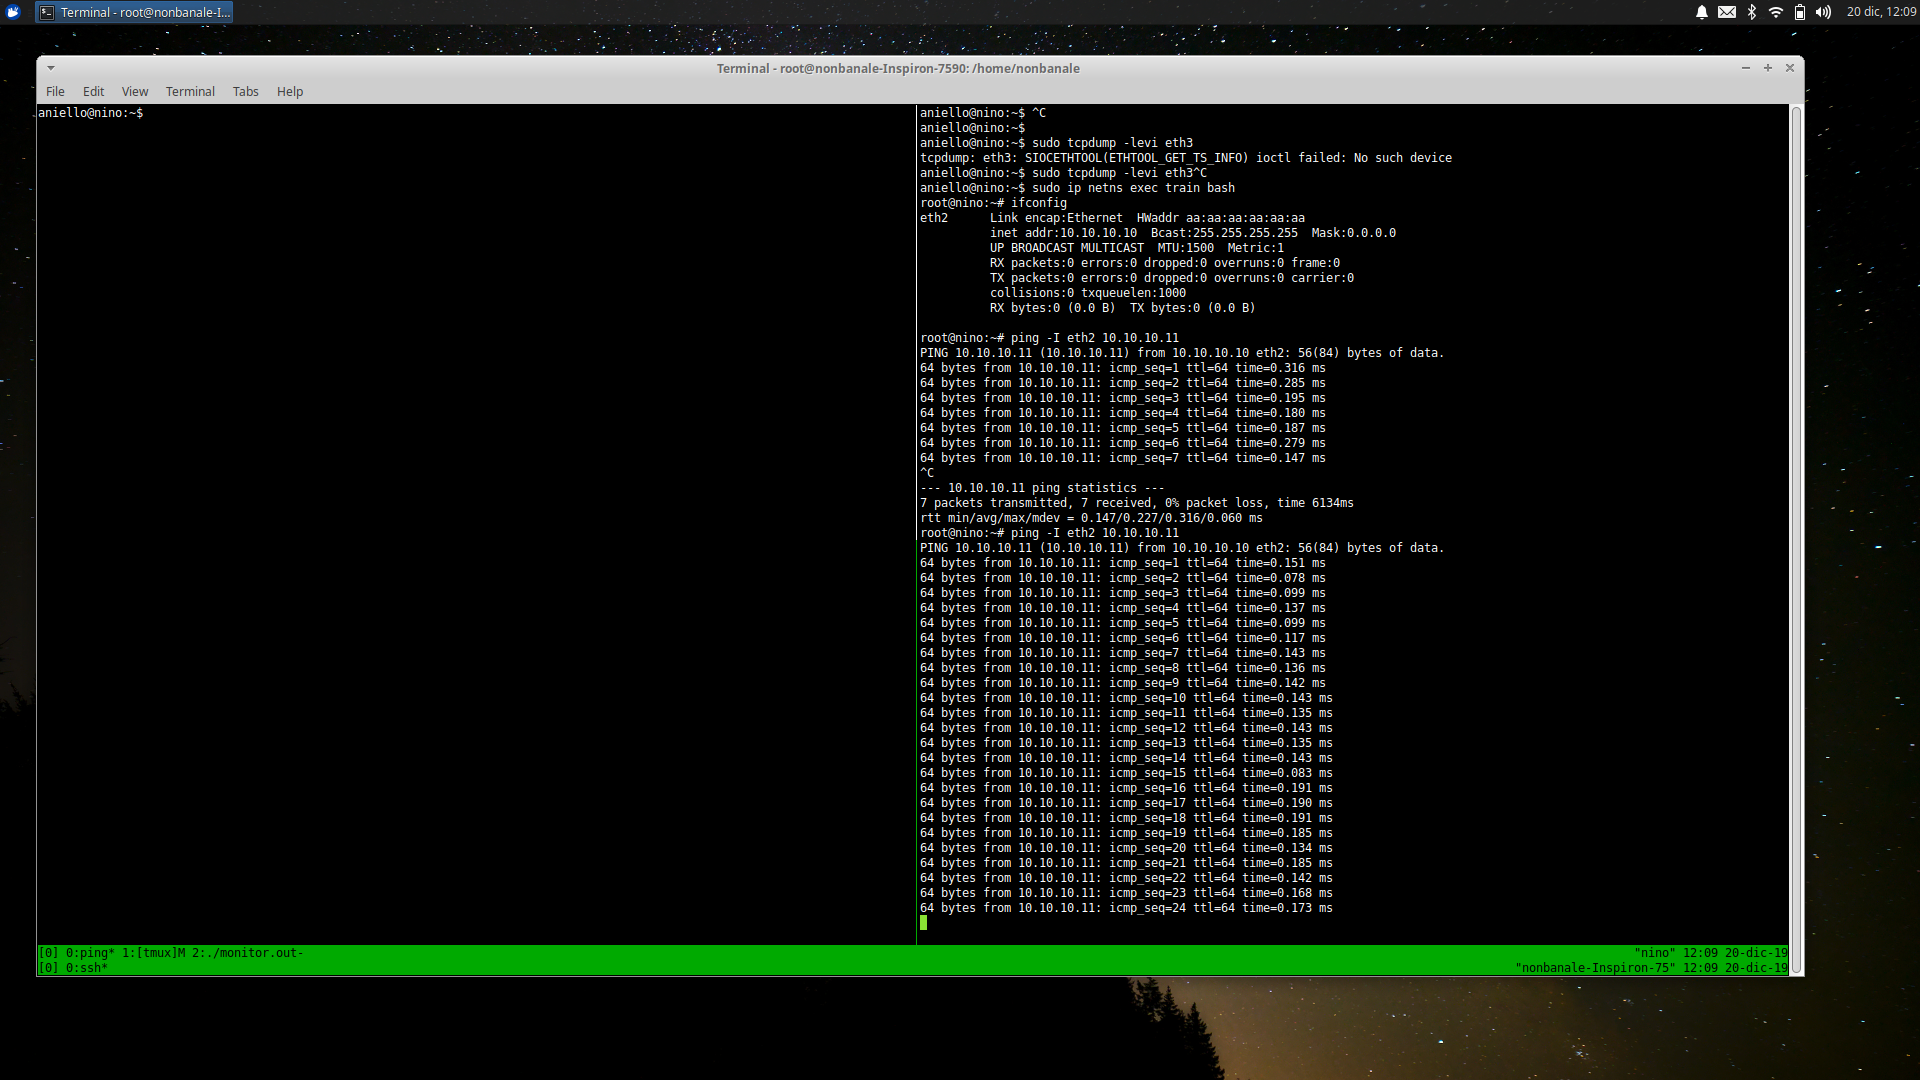 Terminal - root@nonbanale-I...
20 dic, 12:09
Terminal - root@nonbanale-Inspiron-7590: /home/nonbanale
File Edit View Terminal Tabs Help
aniello@nino:~$
aniello@nino:~$ ^C
aniello@nino:~$
aniello@nino:~$ sudo tcpdump -levi eth3
tcpdump: eth3: SIOCETHTOOL(ETHTOOL_GET_TS_INFO) ioctl failed: No such device
aniello@nino:~$ sudo tcpdump -levi eth3^C
aniello@nino:~$ sudo ip netns exec train bash
root@nino:~# ifconfig
eth2      Link encap:Ethernet  HWaddr aa:aa:aa:aa:aa:aa
          inet addr:10.10.10.10  Bcast:255.255.255.255  Mask:0.0.0.0
          UP BROADCAST MULTICAST  MTU:1500  Metric:1
          RX packets:0 errors:0 dropped:0 overruns:0 frame:0
          TX packets:0 errors:0 dropped:0 overruns:0 carrier:0
          collisions:0 txqueuelen:1000
          RX bytes:0 (0.0 B)  TX bytes:0 (0.0 B)
root@nino:~# ping -I eth2 10.10.10.11
PING 10.10.10.11 (10.10.10.11) from 10.10.10.10 eth2: 56(84) bytes of data.
64 bytes from 10.10.10.11: icmp_seq=1 ttl=64 time=0.316 ms
64 bytes from 10.10.10.11: icmp_seq=2 ttl=64 time=0.285 ms
64 bytes from 10.10.10.11: icmp_seq=3 ttl=64 time=0.195 ms
64 bytes from 10.10.10.11: icmp_seq=4 ttl=64 time=0.180 ms
64 bytes from 10.10.10.11: icmp_seq=5 ttl=64 time=0.187 ms
64 bytes from 10.10.10.11: icmp_seq=6 ttl=64 time=0.279 ms
64 bytes from 10.10.10.11: icmp_seq=7 ttl=64 time=0.147 ms
^C
--- 10.10.10.11 ping statistics ---
7 packets transmitted, 7 received, 0% packet loss, time 6134ms
rtt min/avg/max/mdev = 0.147/0.227/0.316/0.060 ms
root@nino:~# ping -I eth2 10.10.10.11
PING 10.10.10.11 (10.10.10.11) from 10.10.10.10 eth2: 56(84) bytes of data.
64 bytes from 10.10.10.11: icmp_seq=1 ttl=64 time=0.151 ms
64 bytes from 10.10.10.11: icmp_seq=2 ttl=64 time=0.078 ms
64 bytes from 10.10.10.11: icmp_seq=3 ttl=64 time=0.099 ms
64 bytes from 10.10.10.11: icmp_seq=4 ttl=64 time=0.137 ms
64 bytes from 10.10.10.11: icmp_seq=5 ttl=64 time=0.099 ms
64 bytes from 10.10.10.11: icmp_seq=6 ttl=64 time=0.117 ms
64 bytes from 10.10.10.11: icmp_seq=7 ttl=64 time=0.143 ms
64 bytes from 10.10.10.11: icmp_seq=8 ttl=64 time=0.136 ms
64 bytes from 10.10.10.11: icmp_seq=9 ttl=64 time=0.142 ms
64 bytes from 10.10.10.11: icmp_seq=10 ttl=64 time=0.143 ms
64 bytes from 10.10.10.11: icmp_seq=11 ttl=64 time=0.135 ms
64 bytes from 10.10.10.11: icmp_seq=12 ttl=64 time=0.143 ms
64 bytes from 10.10.10.11: icmp_seq=13 ttl=64 time=0.135 ms
64 bytes from 10.10.10.11: icmp_seq=14 ttl=64 time=0.143 ms
64 bytes from 10.10.10.11: icmp_seq=15 ttl=64 time=0.083 ms
64 bytes from 10.10.10.11: icmp_seq=16 ttl=64 time=0.191 ms
64 bytes from 10.10.10.11: icmp_seq=17 ttl=64 time=0.190 ms
64 bytes from 10.10.10.11: icmp_seq=18 ttl=64 time=0.191 ms
64 bytes from 10.10.10.11: icmp_seq=19 ttl=64 time=0.185 ms
64 bytes from 10.10.10.11: icmp_seq=20 ttl=64 time=0.134 ms
64 bytes from 10.10.10.11: icmp_seq=21 ttl=64 time=0.185 ms
64 bytes from 10.10.10.11: icmp_seq=22 ttl=64 time=0.142 ms
64 bytes from 10.10.10.11: icmp_seq=23 ttl=64 time=0.168 ms
64 bytes from 10.10.10.11: icmp_seq=24 ttl=64 time=0.173 ms
[0] 0:ping* 1:[tmux]M 2:./monitor.out- "nino" 12:09 20-dic-19
[0] 0:ssh* "nonbanale-Inspiron-75" 12:09 20-dic-19